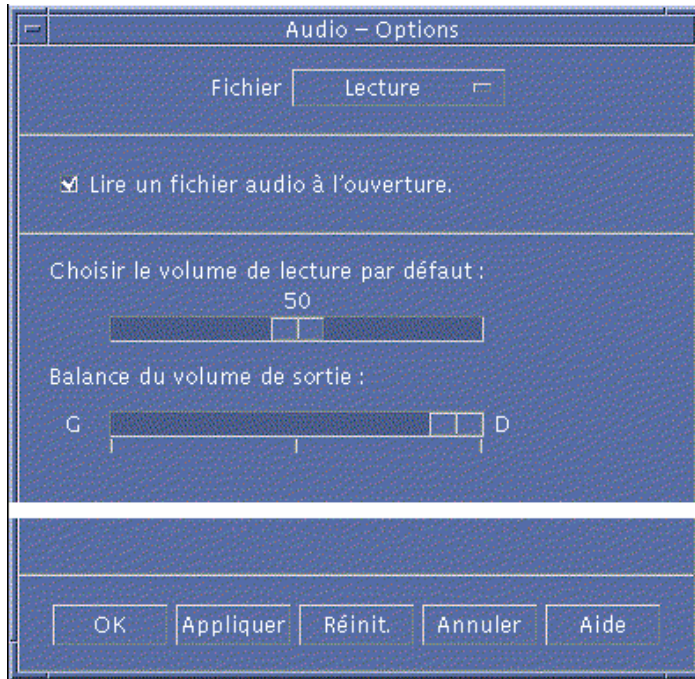 Audio – Options
Fichier Lecture
Lire un fichier audio à l'ouverture.
Choisir le volume de lecture par défaut :
50
Balance du volume de sortie :
G D
OK Appliquer Réinit. Annuler Aide